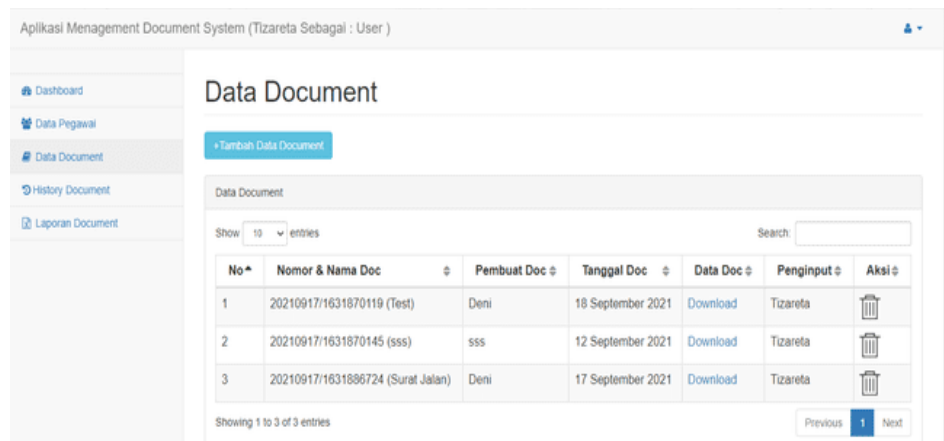 Aplikasi Menagement Document System (Tizareta Sebagai : User )
Dashboard
Data Pegawai
Data Document
History Document
Laporan Document
Data Document
+Tambah Data Document
Data Document
Show 10 entries Search:
No Nomor & Nama Doc Pembuat Doc Tanggal Doc Data Doc Penginput Aksi
1 20210917/1631870119 (Test) Deni 18 September 2021 Download Tizareta
2 20210917/1631870145 (sss) sss 12 September 2021 Download Tizareta
3 20210917/1631886724 (Surat Jalan) Deni 17 September 2021 Download Tizareta
Showing 1 to 3 of 3 entries Previous 1 Next